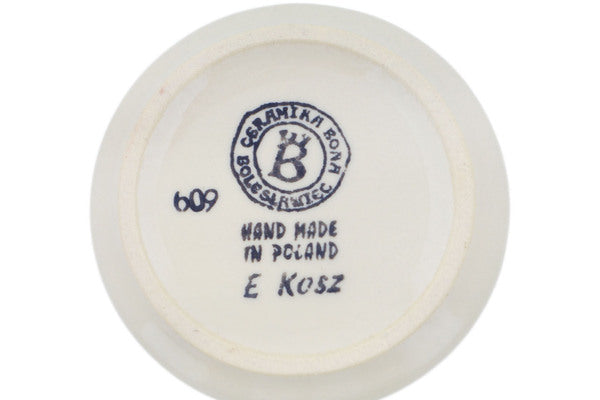 CERAMIKA BONA
B
BOLESŁAWIEC
609
HAND MADE
IN POLAND
E KOSZ